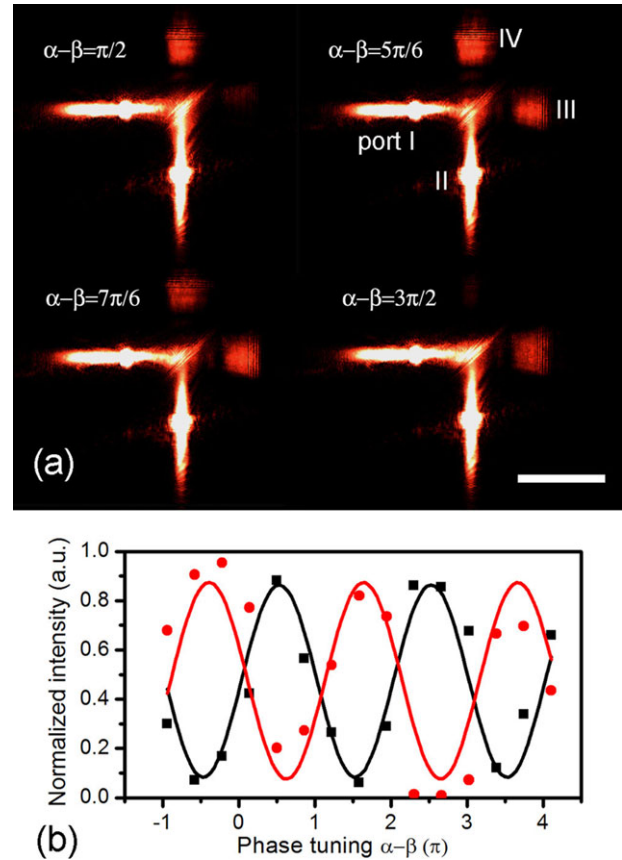 α−β=π/2
α−β=5π/6
IV
III
port I
II
α−β=7π/6
α−β=3π/2
(a)
Normalized intensity (a.u.)
1.0
0.8
0.6
0.4
0.2
0.0
-1 0 1 2 3 4
Phase tuning α−β (π)
(b)